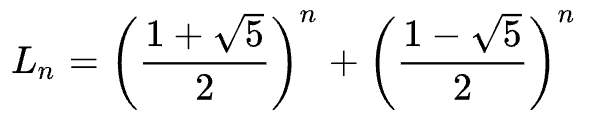 $L_n = \left( \frac{1 + \sqrt{5}}{2} \right)^n + \left( \frac{1 - \sqrt{5}}{2} \right)^n$